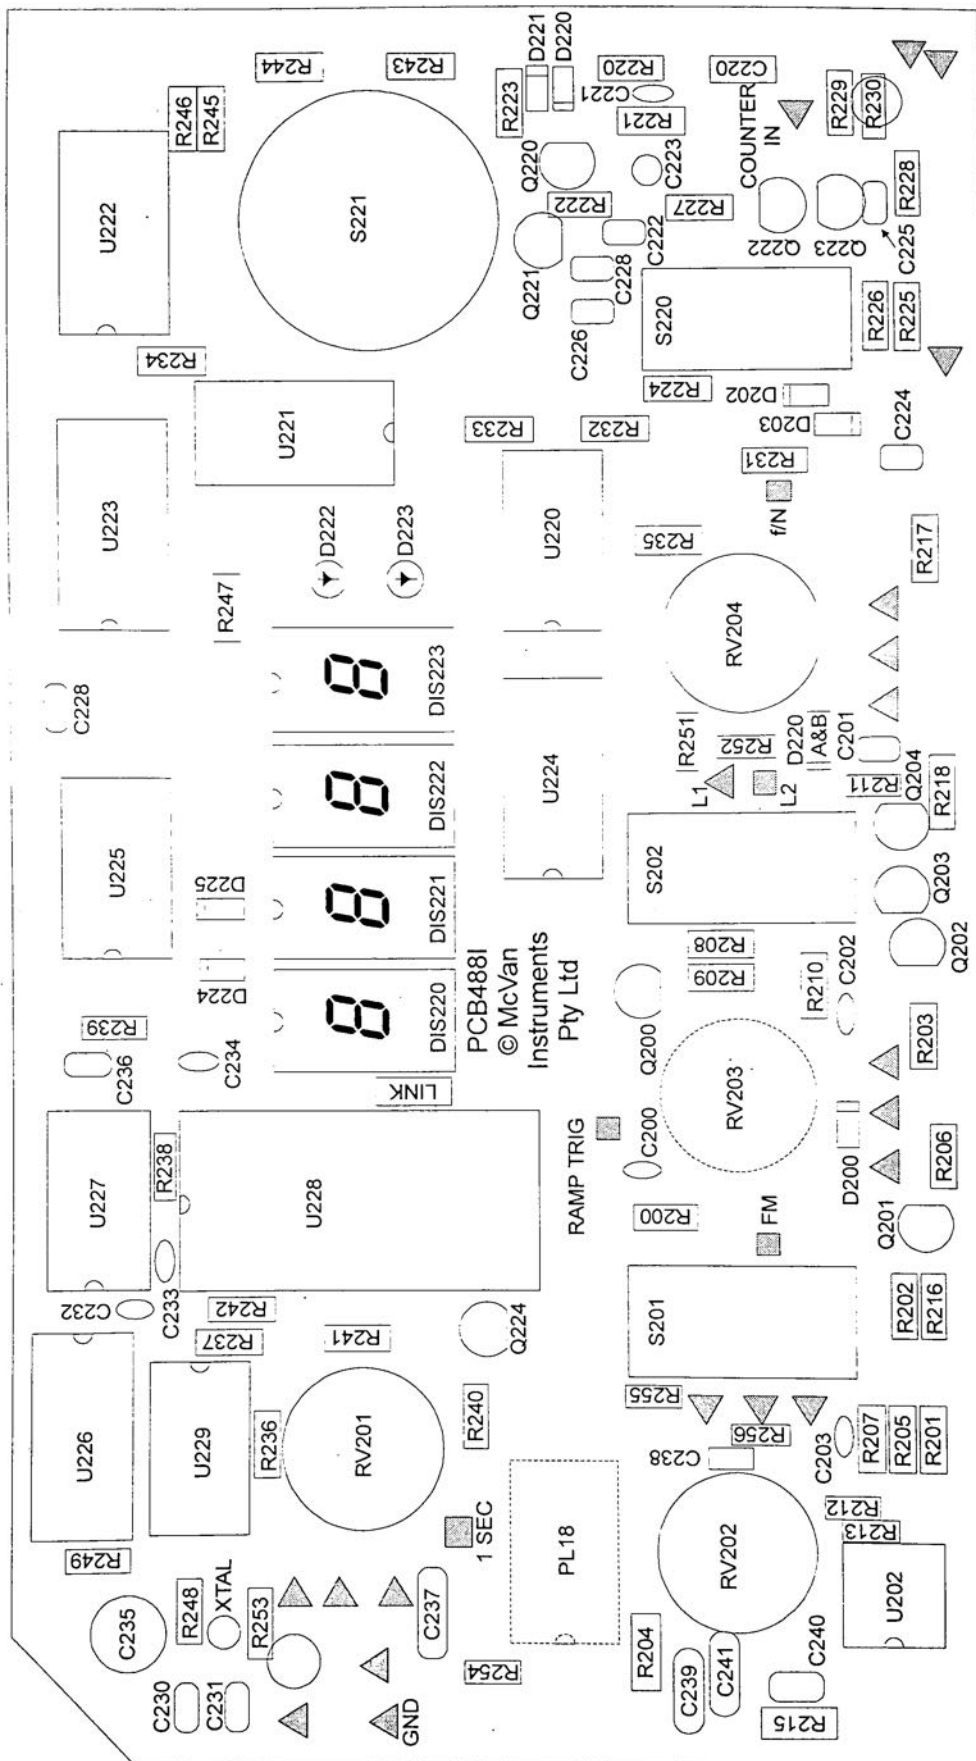 R244
R243
D221
D220
R220
C220
R246
R245
R223
C221
R221
R229
R230
U222
S221
Q220
C223
COUNTER
IN
R222
R227
R228
Q221
C222
C228
Q222
Q223
C225
R234
C226
S220
R226
R225
U221
R224
D202
D203
R233
R232
U223
D222
D223
U220
R231
C224
f/N
R235
R217
R247
RV204
C228
DIS223
8
R251
R252
D220
A&B
C201
U224
L1
L2
R211
Q204
R218
U225
DIS222
8
D225
S202
Q203
DIS221
8
D224
R208
R209
Q202
R239
DIS220
8
PCB488I
© McVan
Instruments
Pty Ltd
R210
C202
C236
C234
Q200
R203
LINK
RV203
U227
R238
U228
RAMP TRIG
C200
D200
R206
R200
FM
Q201
C232
C233
R242
R237
R241
Q224
S201
R202
R216
U226
U229
R236
RV201
R240
R255
R256
C238
C203
R207
R205
R201
R249
1 SEC
PL18
RV202
R212
R213
C235
R248
XTAL
R253
C237
U202
C230
C231
GND
R254
R204
C239
C241
C240
R215